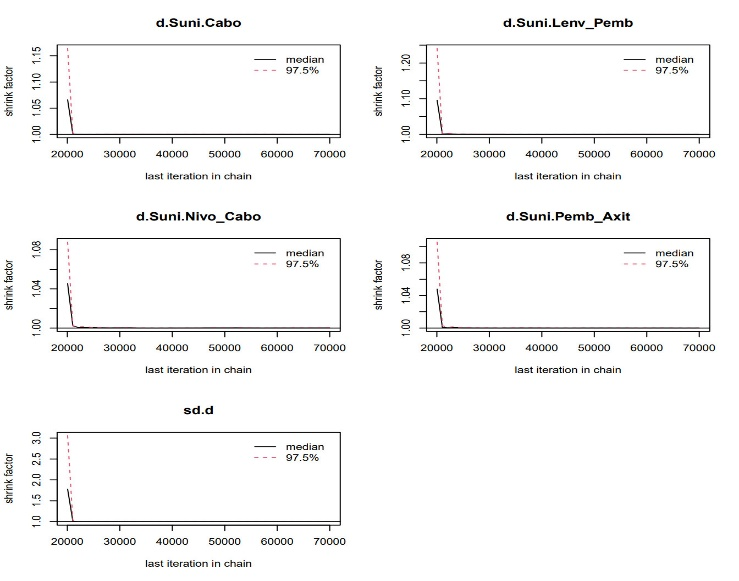 d.Suni.Cabo
shrink factor
1.00 1.05 1.10 1.15
median
97.5%
20000 30000 40000 50000 60000 70000
last iteration in chain
d.Suni.Lenv_Pemb
shrink factor
1.00 1.10 1.20
median
97.5%
20000 30000 40000 50000 60000 70000
last iteration in chain
d.Suni.Nivo_Cabo
shrink factor
1.00 1.04 1.08
median
97.5%
20000 30000 40000 50000 60000 70000
last iteration in chain
d.Suni.Pemb_Axit
shrink factor
1.00 1.04 1.08
median
97.5%
20000 30000 40000 50000 60000 70000
last iteration in chain
sd.d
shrink factor
1.0 1.5 2.0 2.5 3.0
median
97.5%
20000 30000 40000 50000 60000 70000
last iteration in chain